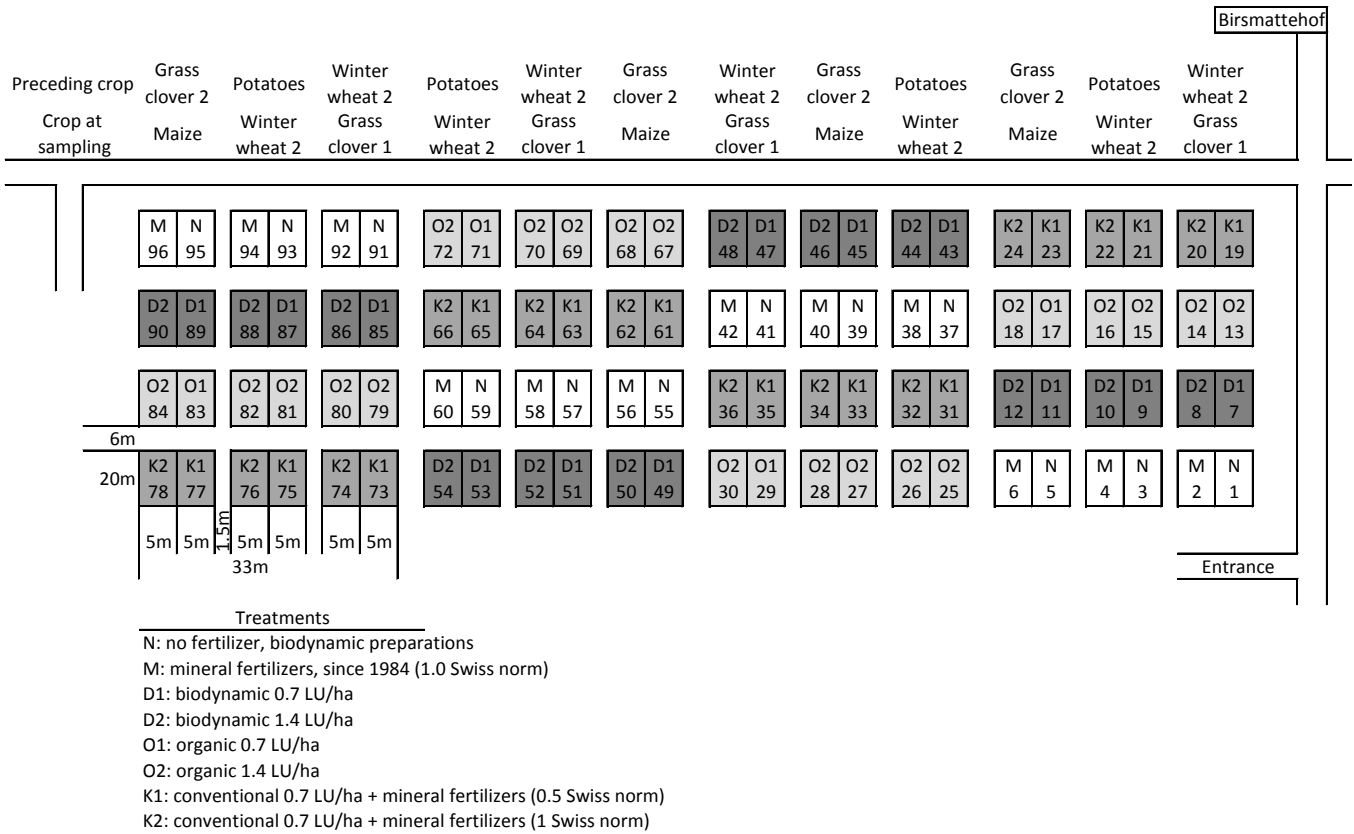 Birsmattehof
Preceding crop Grass clover 2 Potatoes Winter wheat 2 Potatoes Winter wheat 2 Grass clover 2 Winter wheat 2 Grass clover 2 Potatoes Grass clover 2 Potatoes Winter wheat 2
Crop at sampling Maize Winter wheat 2 Grass clover 1 Winter wheat 2 Grass clover 1 Maize Grass clover 1 Maize Winter wheat 2 Maize Winter wheat 2 Grass clover 1
M N M N M N O2 O1 O2 O2 O2 O2 D2 D1 D2 D1 D2 D1 K2 K1 K2 K1 K2 K1
96 95 94 93 92 91 72 71 70 69 68 67 48 47 46 45 44 43 24 23 22 21 20 19
D2 D1 D2 D1 D2 D1 K2 K1 K2 K1 K2 K1 M N M N M N O2 O1 O2 O2 O2 O2
90 89 88 87 86 85 66 65 64 63 62 61 42 41 40 39 38 37 18 17 16 15 14 13
O2 O1 O2 O2 O2 O2 M N M N M N K2 K1 K2 K1 K2 K1 D2 D1 D2 D1 D2 D1
84 83 82 81 80 79 60 59 58 57 56 55 36 35 34 33 32 31 12 11 10 9 8 7
6m
20m
K2 K1 K2 K1 K2 K1 D2 D1 D2 D1 D2 D1 O2 O1 O2 O2 O2 O2 M N M N M N
78 77 76 75 74 73 54 53 52 51 50 49 30 29 28 27 26 25 6 5 4 3 2 1
5m 5m 1.5m 5m 5m 5m 5m
33m
Entrance
Treatments
N: no fertilizer, biodynamic preparations
M: mineral fertilizers, since 1984 (1.0 Swiss norm)
D1: biodynamic 0.7 LU/ha
D2: biodynamic 1.4 LU/ha
O1: organic 0.7 LU/ha
O2: organic 1.4 LU/ha
K1: conventional 0.7 LU/ha + mineral fertilizers (0.5 Swiss norm)
K2: conventional 0.7 LU/ha + mineral fertilizers (1 Swiss norm)